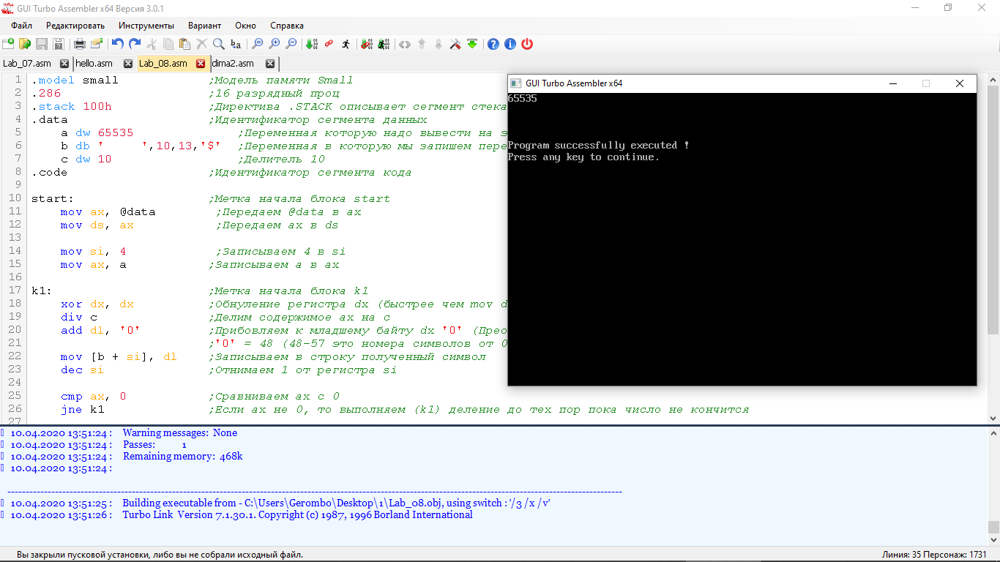 GUI Turbo Assembler x64 Версия 3.0.1
Файл Редактировать Инструменты Вариант Окно Справка
Lab_07.asm hello.asm Lab_08.asm dima2.asm
1 .model small ;Модель памяти Small
2 .286 ;16 разрядный проц
3 .stack 100h ;Директива .STACK описывает сегмент стека
4 .data ;Идентификатор сегмента данных
5 a dw 65535 ;Переменная которую надо вывести на э
6 b db '      ',10,13,'$' ;Переменная в которую мы запишем пере
7 c dw 10 ;Делитель 10
8 .code ;Идентификатор сегмента кода
9
10 start: ;Метка начала блока start
11 mov ax, @data ;Передаем @data в ax
12 mov ds, ax ;Передаем ax в ds
13
14 mov si, 4 ;Записываем 4 в si
15 mov ax, a ;Записываем a в ax
16
17 k1: ;Метка начала блока k1
18 xor dx, dx ;Обнуление регистра dx (быстрее чем mov d
19 div c ;Делим содержимое ax на c
20 add dl, '0' ;Прибовляем к младшему байту dx '0' (Прео
21 ;'0' = 48 (48-57 это номера символов от 0
22 mov [b + si], dl ;Записываем в строку полученный символ
23 dec si ;Отнимаем 1 от регистра si
24
25 cmp ax, 0 ;Сравниваем ax с 0
26 jne k1 ;Если ax не 0, то выполняем (k1) деление до тех пор пока число не кончится
27
GUI Turbo Assembler x64
65535
Program successfully executed !
Press any key to continue.
10.04.2020 13:51:24 : Warning messages: None
10.04.2020 13:51:24 : Passes: 1
10.04.2020 13:51:24 : Remaining memory: 468k
10.04.2020 13:51:24 :
10.04.2020 13:51:25 : Building executable from - C:\Users\Gerombo\Desktop\1\Lab_08.obj, using switch : '/3 /x /v'
10.04.2020 13:51:26 : Turbo Link Version 7.1.30.1. Copyright (c) 1987, 1996 Borland International
Вы закрыли пусковой установки, либо вы не собрали исходный файл. Линия: 35 Персонаж: 1731